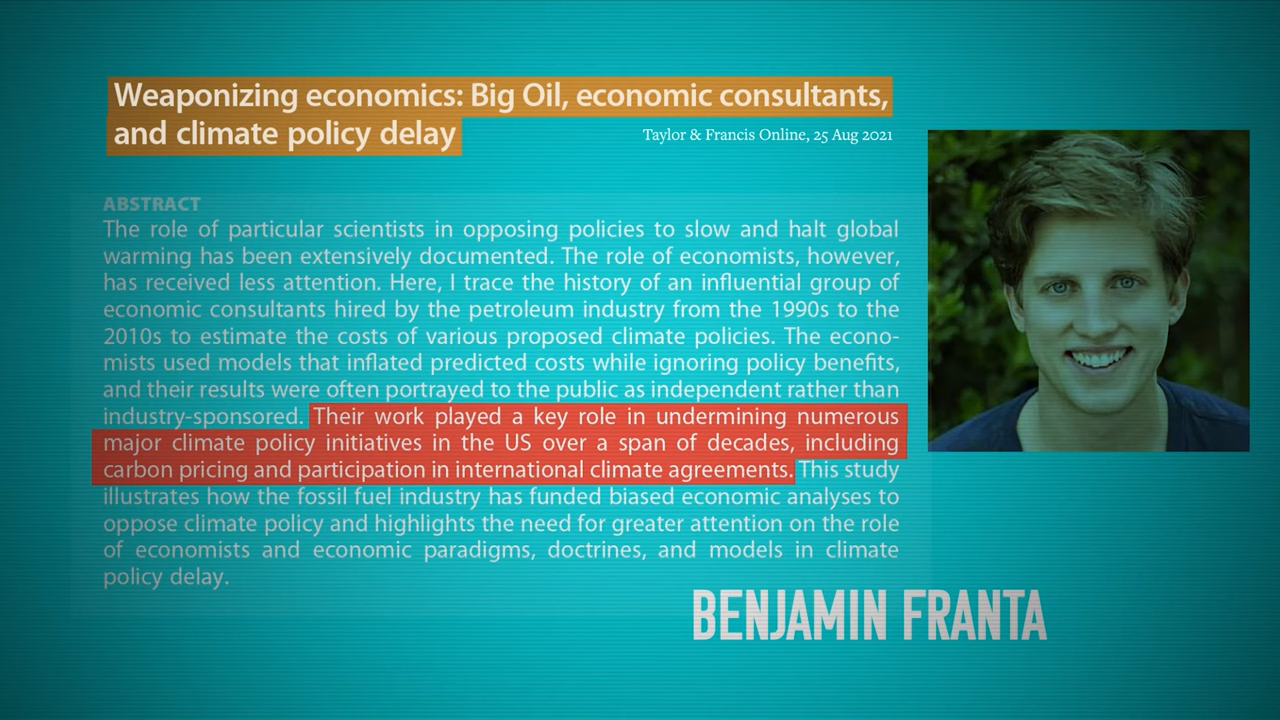 Weaponizing economics: Big Oil, economic consultants,
and climate policy delay
Taylor & Francis Online, 25 Aug 2021
ABSTRACT
The role of particular scientists in opposing policies to slow and halt global
warming has been extensively documented. The role of economists, however,
has received less attention. Here, I trace the history of an influential group of
economic consultants hired by the petroleum industry from the 1990s to the
2010s to estimate the costs of various proposed climate policies. The econo-
mists used models that inflated predicted costs while ignoring policy benefits,
and their results were often portrayed to the public as independent rather than
industry-sponsored. Their work played a key role in undermining numerous
major climate policy initiatives in the US over a span of decades, including
carbon pricing and participation in international climate agreements. This study
illustrates how the fossil fuel industry has funded biased economic analyses to
oppose climate policy and highlights the need for greater attention on the role
of economists and economic paradigms, doctrines, and models in climate
policy delay.
BENJAMIN FRANTA